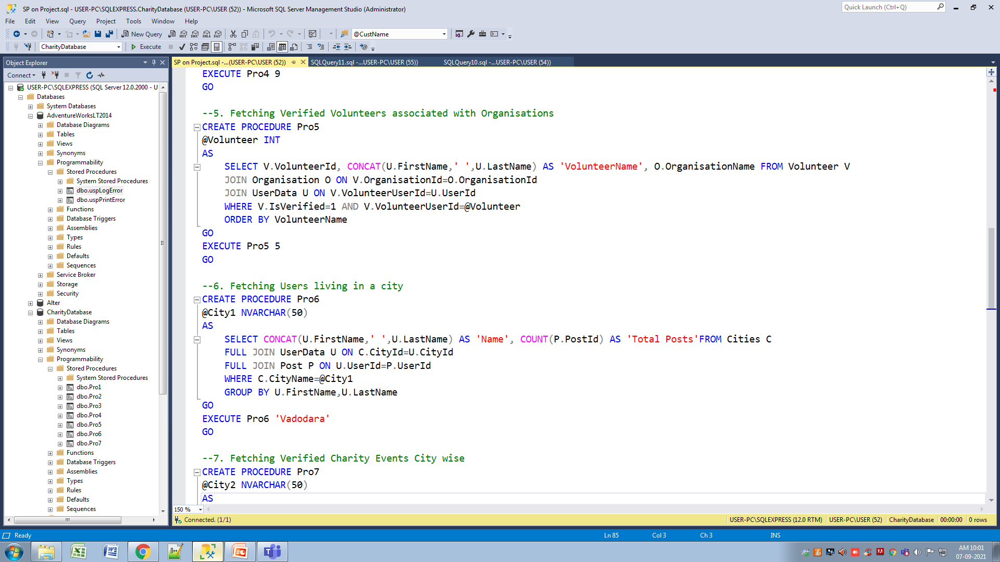 SP on Project.sql - USER-PC\SQLEXPRESS.CharityDatabase (USER-PC\USER (52)) - Microsoft SQL Server Management Studio (Administrator)
Quick Launch (Ctrl+Q)
File Edit View Query Project Tools Window Help
New Query
MDX DMX XMLA DAX
@CustName
CharityDatabase
Execute
Object Explorer
Connect
USER-PC\SQLEXPRESS (SQL Server 12.0.2000 - U
Databases
System Databases
AdventureWorksLT2014
Database Diagrams
Tables
Views
Synonyms
Programmability
Stored Procedures
System Stored Procedures
dbo.uspLogError
dbo.uspPrintError
Functions
Database Triggers
Assemblies
Types
Rules
Defaults
Sequences
Service Broker
Storage
Security
Alter
CharityDatabase
Database Diagrams
Tables
Views
Synonyms
Programmability
Stored Procedures
System Stored Procedures
dbo.Pro1
dbo.Pro2
dbo.Pro3
dbo.Pro4
dbo.Pro5
dbo.Pro6
dbo.Pro7
Functions
Database Triggers
Assemblies
Types
Rules
Defaults
Sequences
SP on Project.sql -...(USER-PC\USER (52)) SQLQuery11.sql -...USER-PC\USER (55)) SQLQuery10.sql -...USER-PC\USER (54))
EXECUTE Pro4 9
GO
--5. Fetching Verified Volunteers associated with Organisations
CREATE PROCEDURE Pro5
@Volunteer INT
AS
SELECT V.VolunteerId, CONCAT(U.FirstName,' ',U.LastName) AS 'VolunteerName', O.OrganisationName FROM Volunteer V
JOIN Organisation O ON V.OrganisationId=O.OrganisationId
JOIN UserData U ON V.VolunteerUserId=U.UserId
WHERE V.IsVerified=1 AND V.VolunteerUserId=@Volunteer
ORDER BY VolunteerName
GO
EXECUTE Pro5 5
GO
--6. Fetching Users living in a city
CREATE PROCEDURE Pro6
@City1 NVARCHAR(50)
AS
SELECT CONCAT(U.FirstName,' ',U.LastName) AS 'Name', COUNT(P.PostId) AS 'Total Posts'FROM Cities C
FULL JOIN UserData U ON C.CityId=U.CityId
FULL JOIN Post P ON U.UserId=P.UserId
WHERE C.CityName=@City1
GROUP BY U.FirstName,U.LastName
GO
EXECUTE Pro6 'Vadodara'
GO
--7. Fetching Verified Charity Events City wise
CREATE PROCEDURE Pro7
@City2 NVARCHAR(50)
AS
150 %
Connected. (1/1)
USER-PC\SQLEXPRESS (12.0 RTM) USER-PC\USER (52) CharityDatabase 00:00:00 0 rows
Ready
Ln 85 Col 3 Ch 3 INS
AM 10:01
07-09-2021